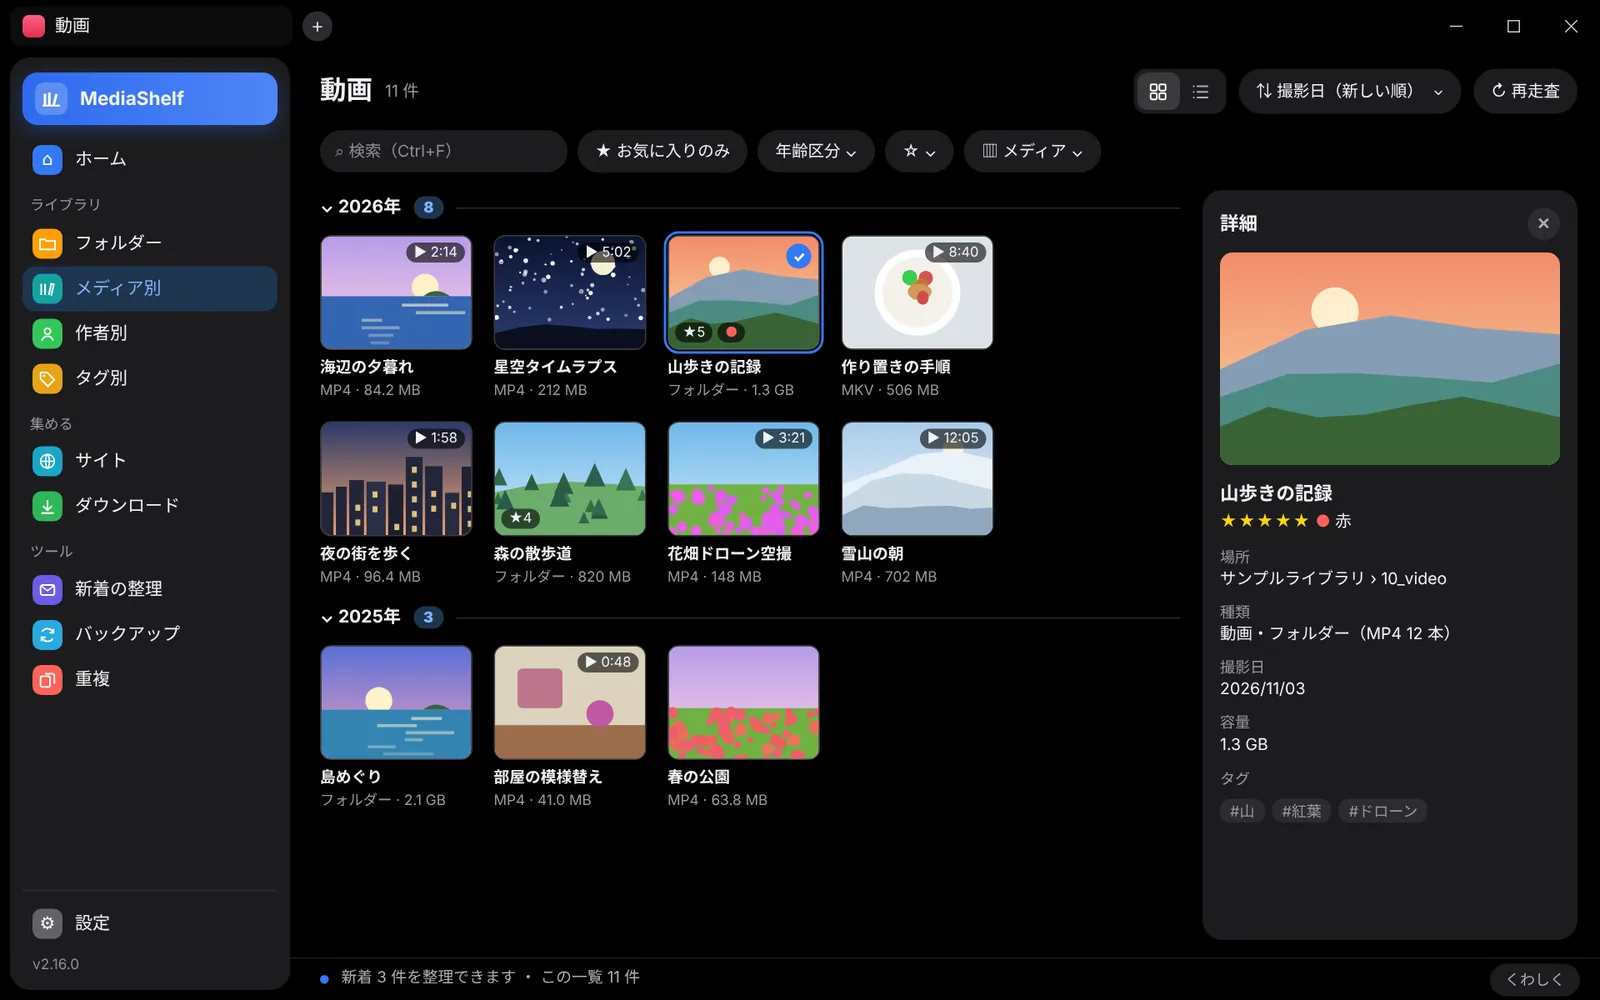 動画
+
MediaShelf
ホーム
ライブラリ
フォルダー
メディア別
作者別
タグ別
集める
サイト
ダウンロード
ツール
新着の整理
バックアップ
重複
設定
v2.16.0
動画 11 件
撮影日（新しい順）
再走査
検索（Ctrl+F）
★ お気に入りのみ
年齢区分
☆
メディア
2026年 8
2:14
海辺の夕暮れ
MP4 · 84.2 MB
5:02
星空タイムラプス
MP4 · 212 MB
★5
山歩きの記録
フォルダー · 1.3 GB
8:40
作り置きの手順
MKV · 506 MB
1:58
夜の街を歩く
MP4 · 96.4 MB
★4
森の散歩道
フォルダー · 820 MB
3:21
花畑ドローン空撮
MP4 · 148 MB
12:05
雪山の朝
MP4 · 702 MB
2025年 3
島めぐり
フォルダー · 2.1 GB
0:48
部屋の模様替え
MP4 · 41.0 MB
春の公園
MP4 · 63.8 MB
詳細
山歩きの記録
★★★★★ 赤
場所
サンプルライブラリ › 10_video
種類
動画・フォルダー（MP4 12 本）
撮影日
2026/11/03
容量
1.3 GB
タグ
#山 #紅葉 #ドローン
新着 3 件を整理できます ・ この一覧 11 件
くわしく